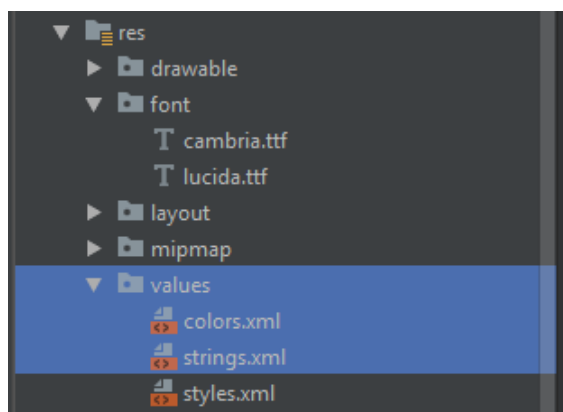 res
drawable
font
cambria.ttf
lucida.ttf
layout
mipmap
values
colors.xml
strings.xml
styles.xml